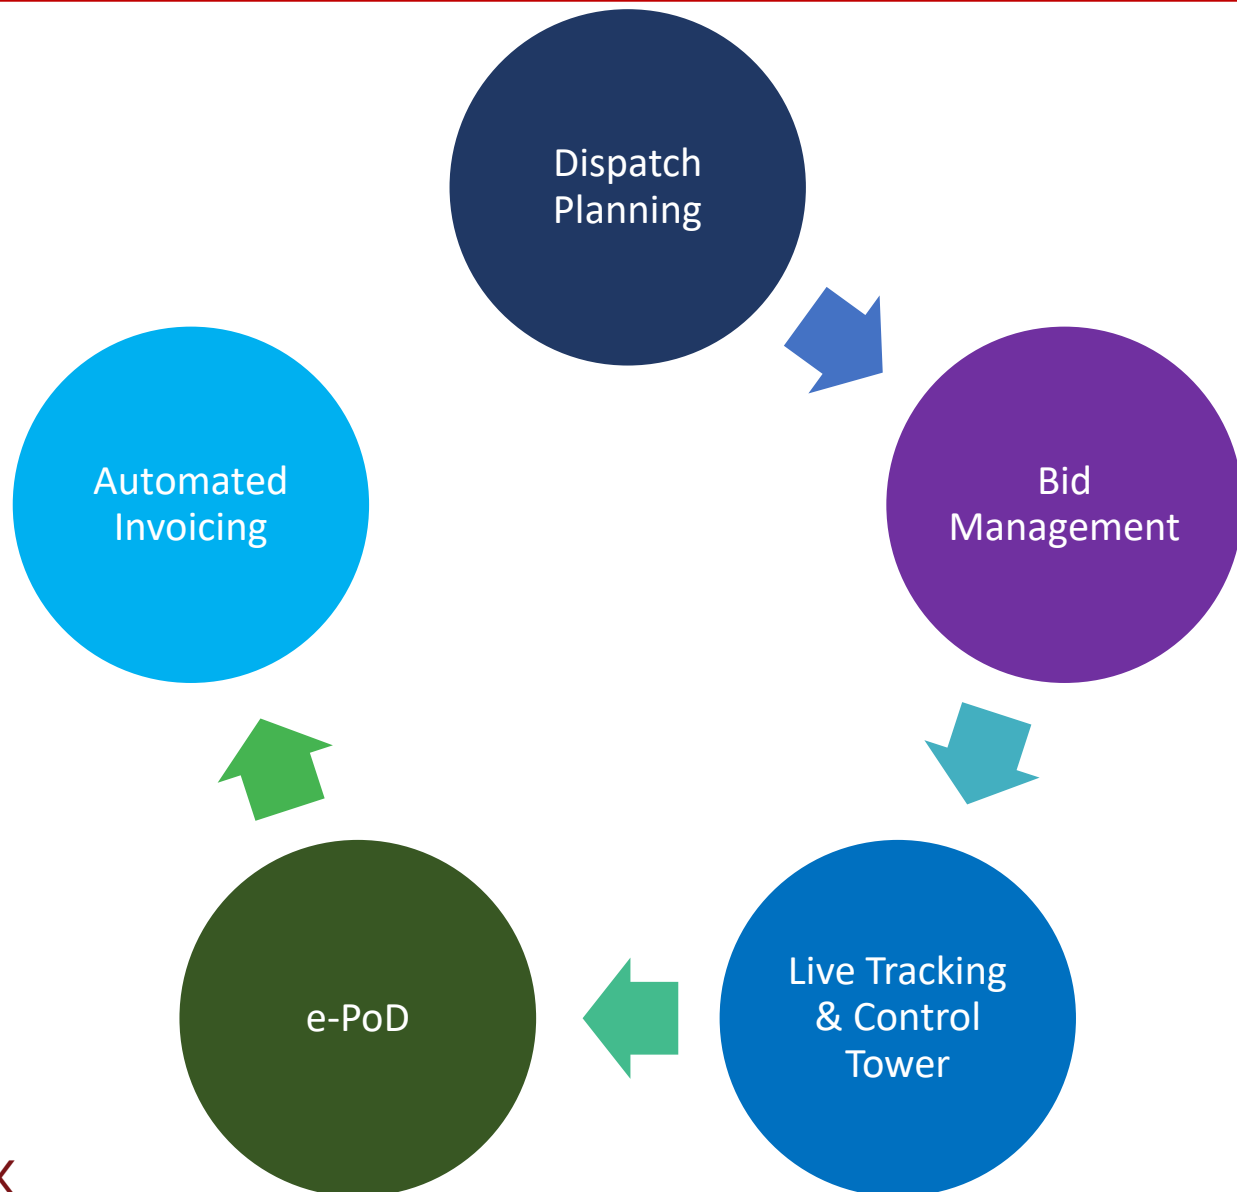 Dispatch
Planning
Bid
Management
Live Tracking
& Control
Tower
e-PoD
Automated
Invoicing